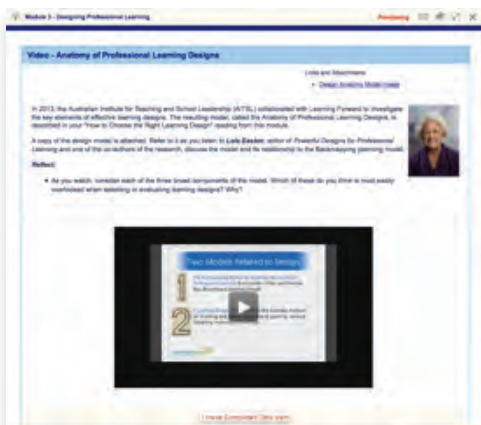 Module 3 - Designing Professional Learning
Previewing
Video - Anatomy of Professional Learning Designs
Links and Attachments
Design Anatomy Model Image
In 2013, the Australian Institute for Teaching and School Leadership (AITSL) collaborated with Learning Forward to investigate
the key elements of effective learning designs. The resulting model, called the Anatomy of Professional Learning Designs, is
described in your "How to Choose the Right Learning Design" reading from this module.
A copy of the design model is attached. Refer to it as you listen to Lois Easton, author of Powerful Designs for Professional
Learning and one of the co-authors of the research, discuss the model and its relationship to the Backmapping planning model.
Reflect:
As you watch, consider each of the three broad components of the model. Which of these do you think is most easily
overlooked when selecting or evaluating learning designs? Why?
Two Models Related to Design
1
2
I Have Completed This Item